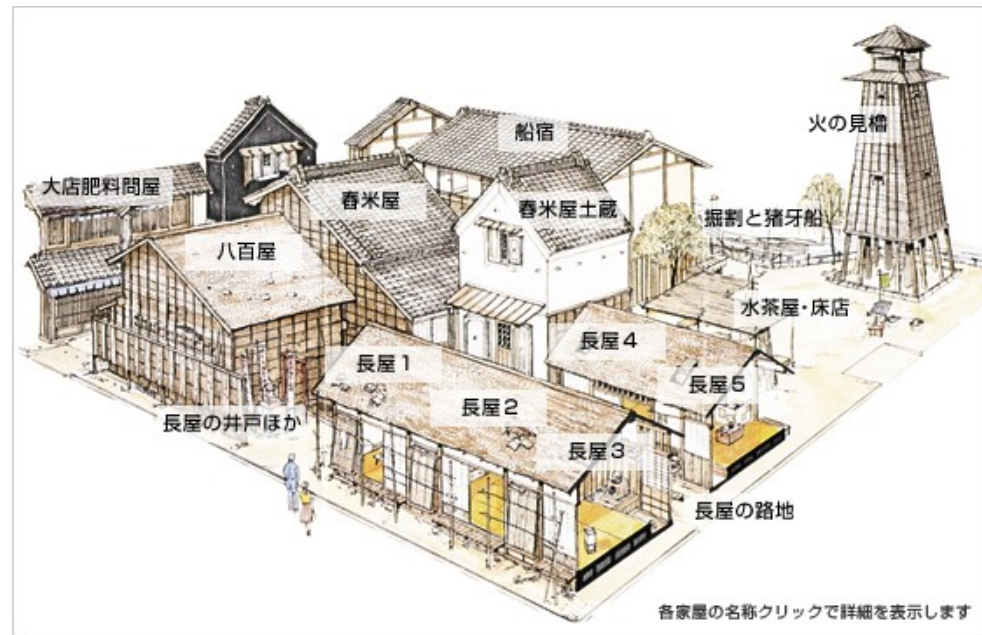 船宿
火の見櫓
大店肥料問屋
舂米屋
舂米屋土蔵
掘割と猪牙船
八百屋
水茶屋・床店
長屋1
長屋4
長屋5
長屋2
長屋の井戸ほか
長屋3
長屋の路地
各家屋の名称クリックで詳細を表示します